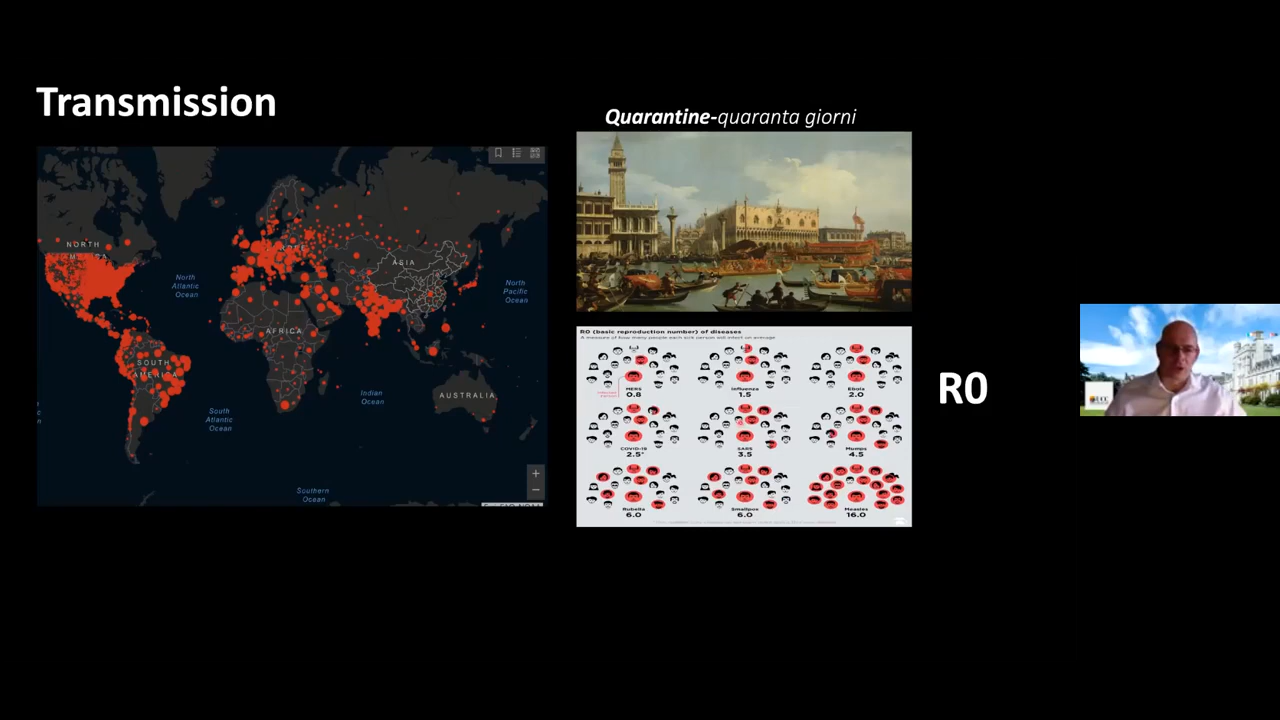 Transmission
Quarantine-quaranta giorni
NORTH
AMERICA
EUROPE
ASIA
North
Atlantic
Ocean
North
Pacific
Ocean
AFRICA
SOUTH
AMERICA
Indian
Ocean
AUSTRALIA
South
Atlantic
Ocean
Southern
Ocean
+
−
R0 (basic reproduction number) of diseases
A measure of how many people each sick person will infect on average
MERS
0.8
Influenza
1.5
Ebola
2.0
COVID-19
2.5*
SARS
3.5
Mumps
4.5
Rubella
6.0
Smallpox
6.0
Measles
16.0
R0
UCC